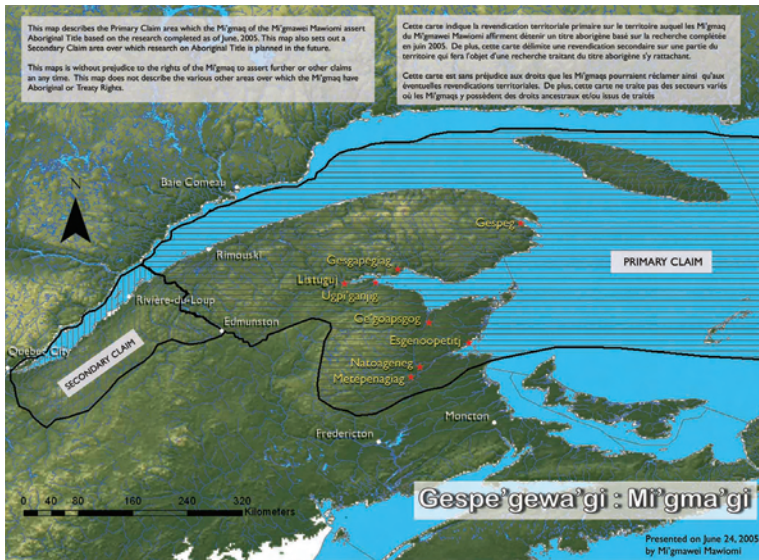 This map describes the Primary Claim area which the Mi'gmaq of the Mi'gmawei Mawiomi assert
Aboriginal Title based on the research completed as of June, 2005. This map also sets out a
Secondary Claim area over which research on Aboriginal Title is planned in the future.
This maps is without prejudice to the rights of the Mi'gmaq to assert further or other claims
an any time. This map does not describe the various other areas over which the Mi'gmaq have
Aboriginal or Treaty Rights.
Cette carte indique la revendication territoriale primaire sur le territoire auquel les Mi'gmaq
du Mi'gmawei Mawiomi affirment détenir un titre aborigène basé sur la recherche complétée
en juin 2005. De plus, cette carte délimite une revendication secondaire sur une partie du
territoire qui fera l'objet d'une recherche traitant du titre aborigène s'y rattachant.
Cette carte est sans préjudice aux droits que les Mi'gmaqs pourraient réclamer ainsi qu'aux
éventuelles revendications territoriales. De plus, cette carte ne traite pas des secteurs variés
où les Mi'gmaqs y possèdent des droits ancestraux et/ou issus de traités
N
Baie Comeau
Gespeg
Rimouski
Gesgapegiag
PRIMARY CLAIM
Listuguj
Ugpi'ganjig
Rivière-du-Loup
Gelgoapsgog
Edmunston
Esgenoopetitj
Quebec City
SECONDARY CLAIM
Natoageneg
Metepenagiag
Moncton
Fredericton
0 40 80 160 240 320
Kilometers
Gespe'gewa'gi : Mi'gma'gi
Presented on June 24, 2005
by Mi'gmawei Mawiomi